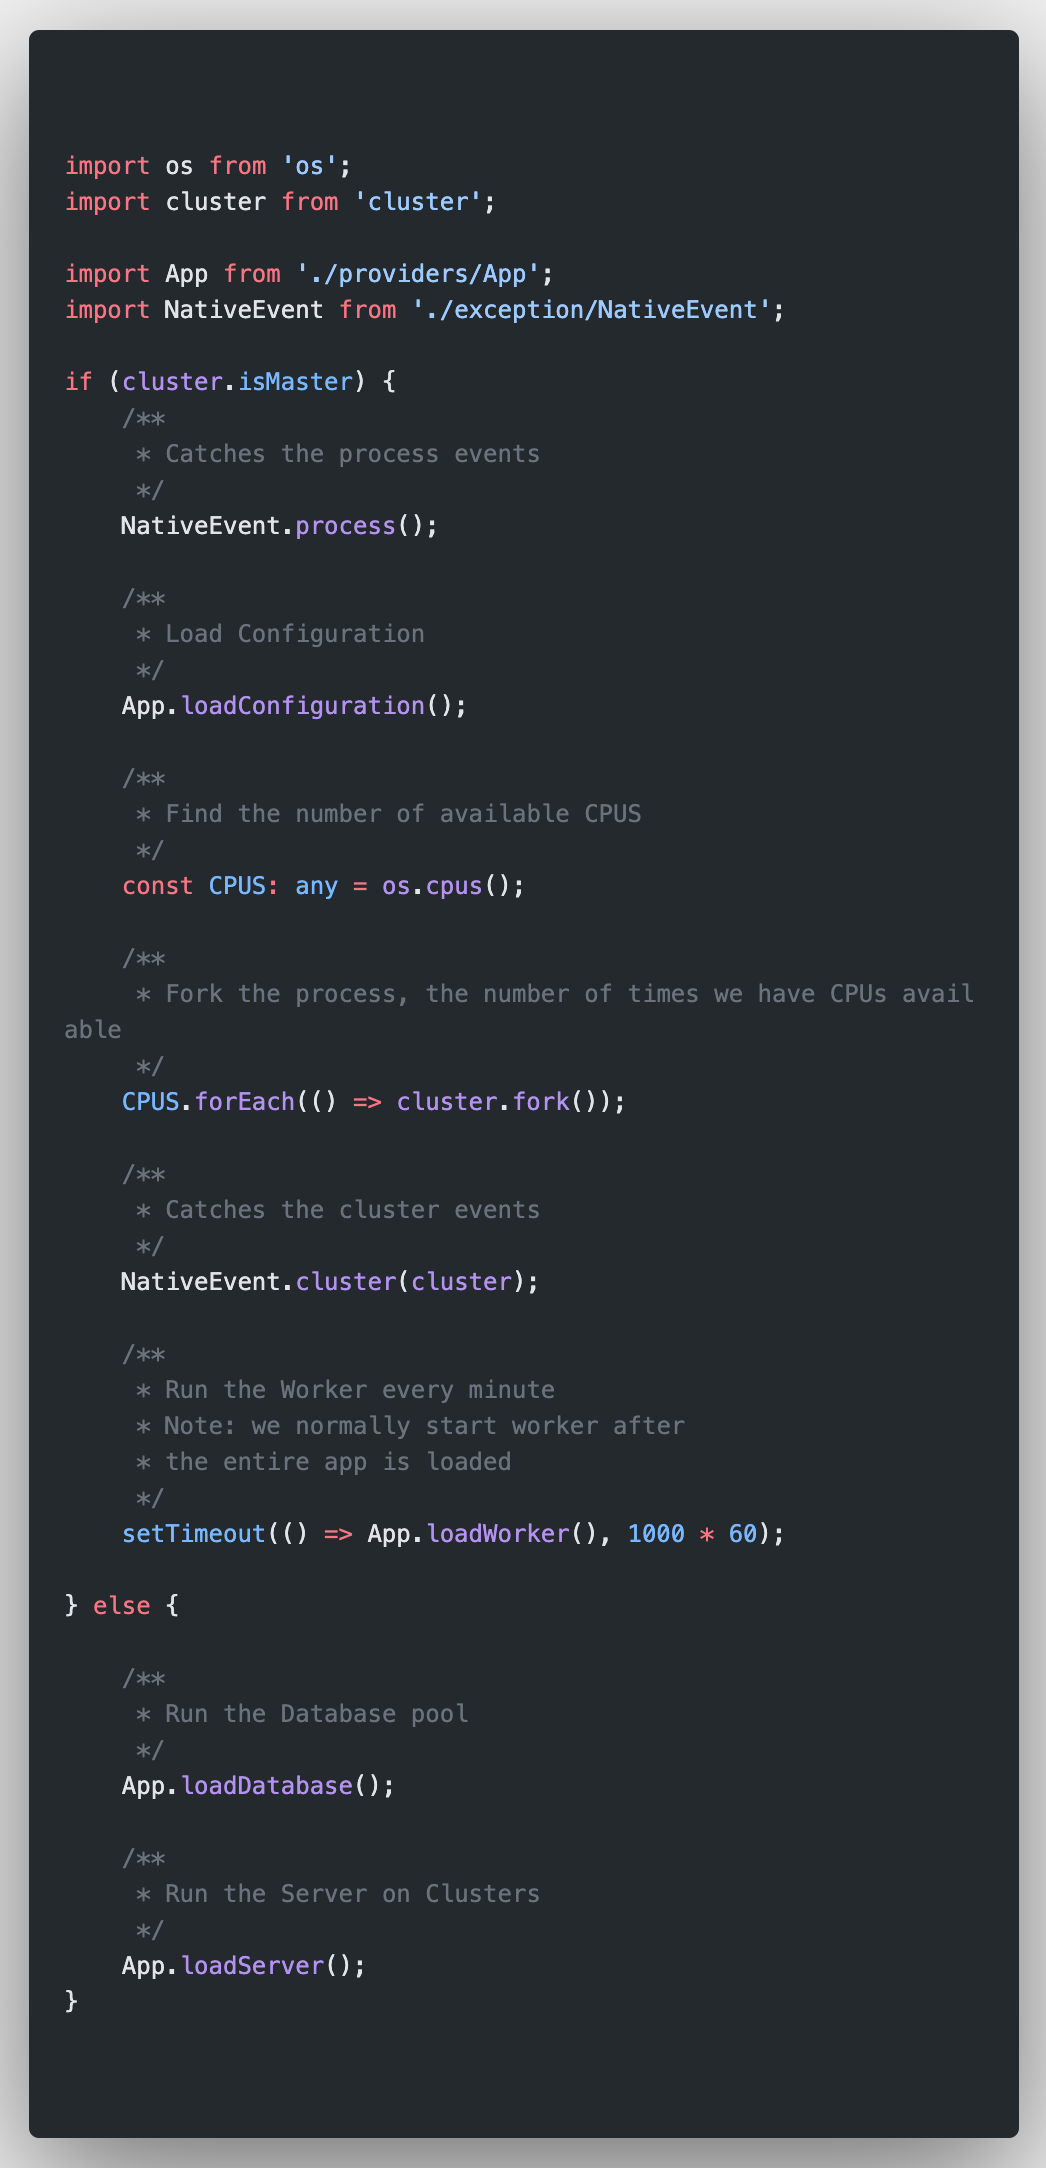 import os from 'os';
import cluster from 'cluster';

import App from './providers/App';
import NativeEvent from './exception/NativeEvent';

if (cluster.isMaster) {
    /**
     * Catches the process events
     */
    NativeEvent.process();

    /**
     * Load Configuration
     */
    App.loadConfiguration();

    /**
     * Find the number of available CPUS
     */
    const CPUS: any = os.cpus();

    /**
     * Fork the process, the number of times we have CPUs avail
able
     */
    CPUS.forEach(() => cluster.fork());

    /**
     * Catches the cluster events
     */
    NativeEvent.cluster(cluster);

    /**
     * Run the Worker every minute
     * Note: we normally start worker after
     * the entire app is loaded
     */
    setTimeout(() => App.loadWorker(), 1000 * 60);

} else {

    /**
     * Run the Database pool
     */
    App.loadDatabase();

    /**
     * Run the Server on Clusters
     */
    App.loadServer();
}